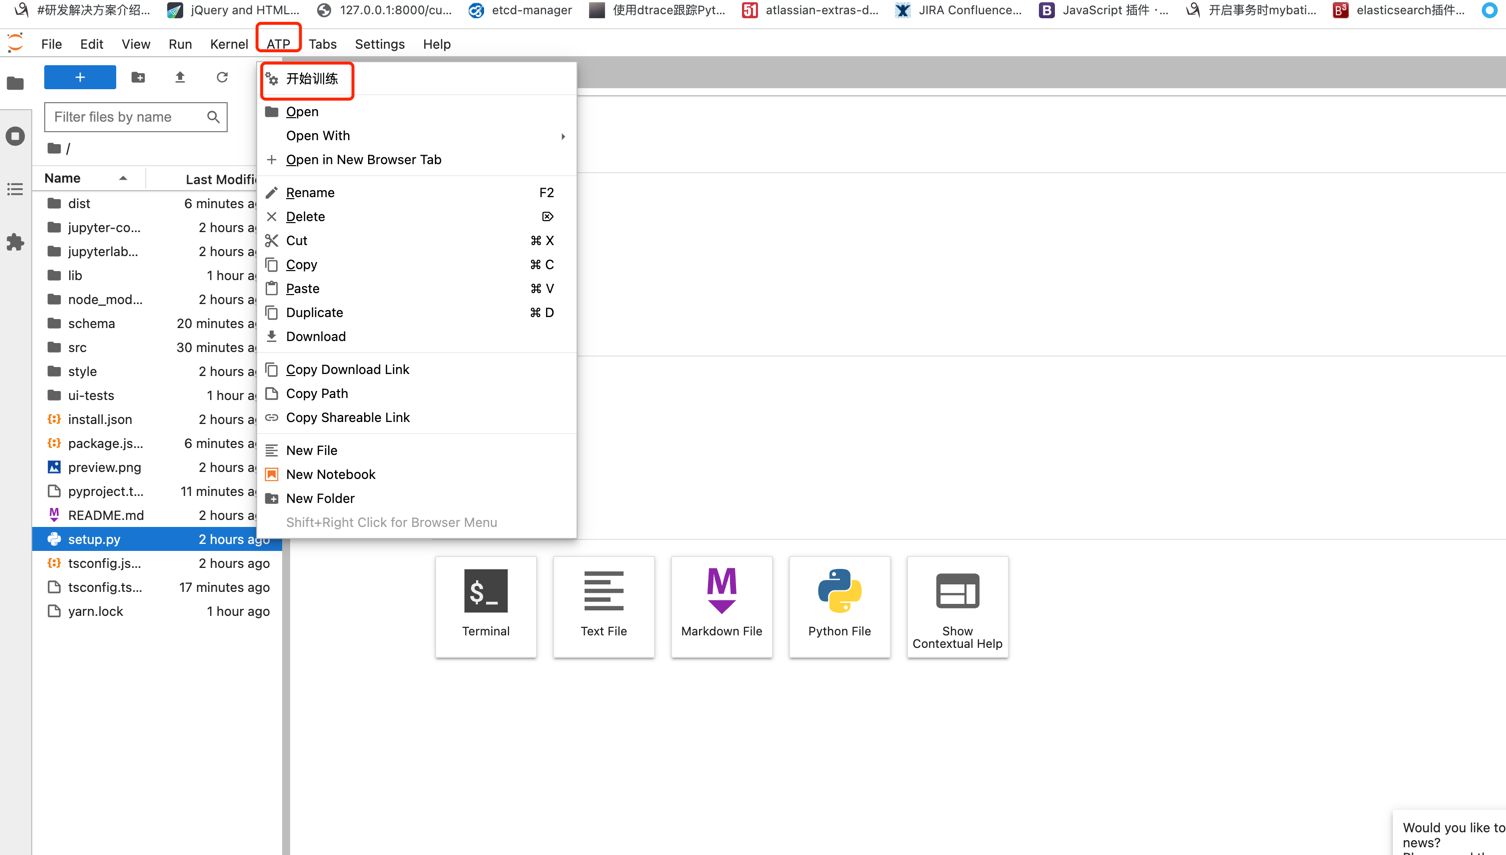 #研发解决方案介绍... jQuery and HTML... 127.0.0.1:8000/cu... etcd-manager 使用dtrace跟踪Pyt... atlassian-extras-d... JIRA Confluence... JavaScript 插件 ·... 开启事务时mybati... elasticsearch插件...
File Edit View Run Kernel ATP Tabs Settings Help
+
Filter files by name
/
Name Last Modifi
dist 6 minutes a
jupyter-co... 2 hours a
jupyterlab... 2 hours a
lib 1 hour a
node_mod... 2 hours a
schema 20 minutes a
src 30 minutes a
style 2 hours a
ui-tests 1 hour a
install.json 2 hours a
package.js... 6 minutes a
preview.png 2 hours a
pyproject.t... 11 minutes a
README.md 2 hours a
setup.py 2 hours ago
tsconfig.js... 2 hours ago
tsconfig.ts... 17 minutes ago
yarn.lock 1 hour ago
开始训练
Open
Open With
Open in New Browser Tab
Rename F2
Delete ⌦
Cut ⌘ X
Copy ⌘ C
Paste ⌘ V
Duplicate ⌘ D
Download
Copy Download Link
Copy Path
Copy Shareable Link
New File
New Notebook
New Folder
Shift+Right Click for Browser Menu
$_
Terminal
Text File
M
Markdown File
Python File
Show
Contextual Help
Would you like to
news?